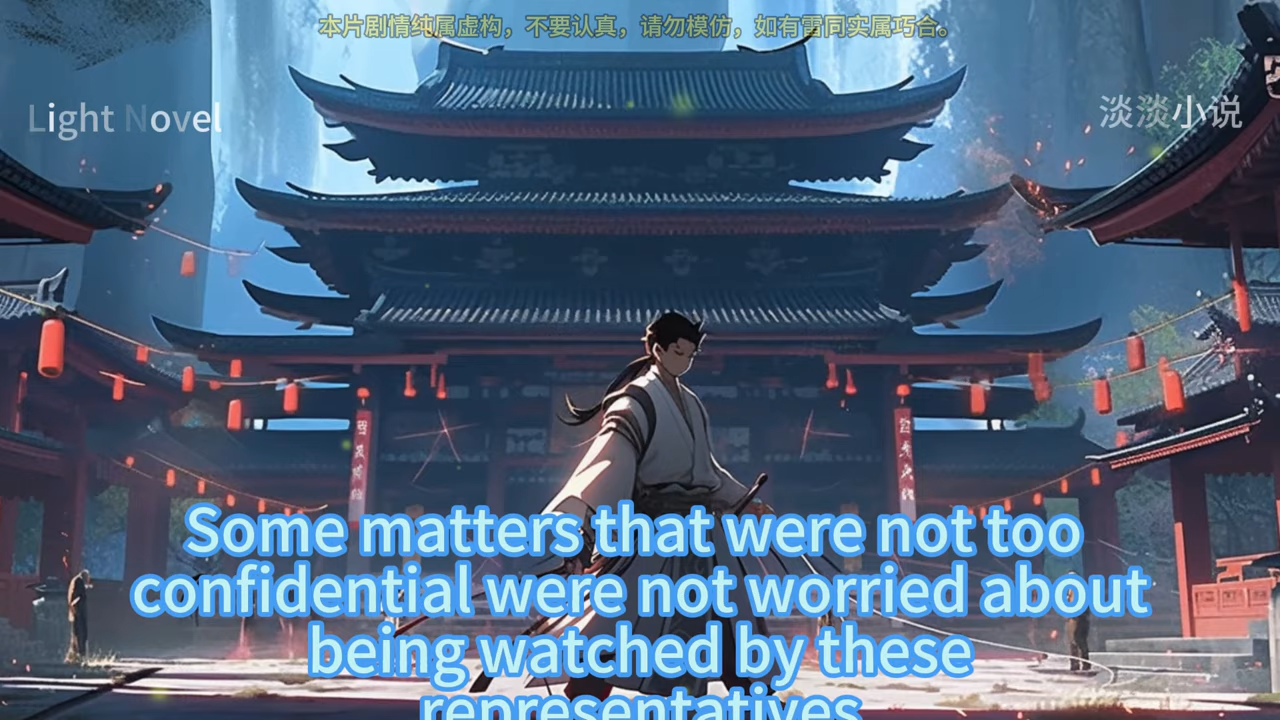 本片剧情纯属虚构，不要认真，请勿模仿，如有雷同实属巧合。
Light Novel
淡淡小说
Some matters that were not too
confidential were not worried about
being watched by these
representatives